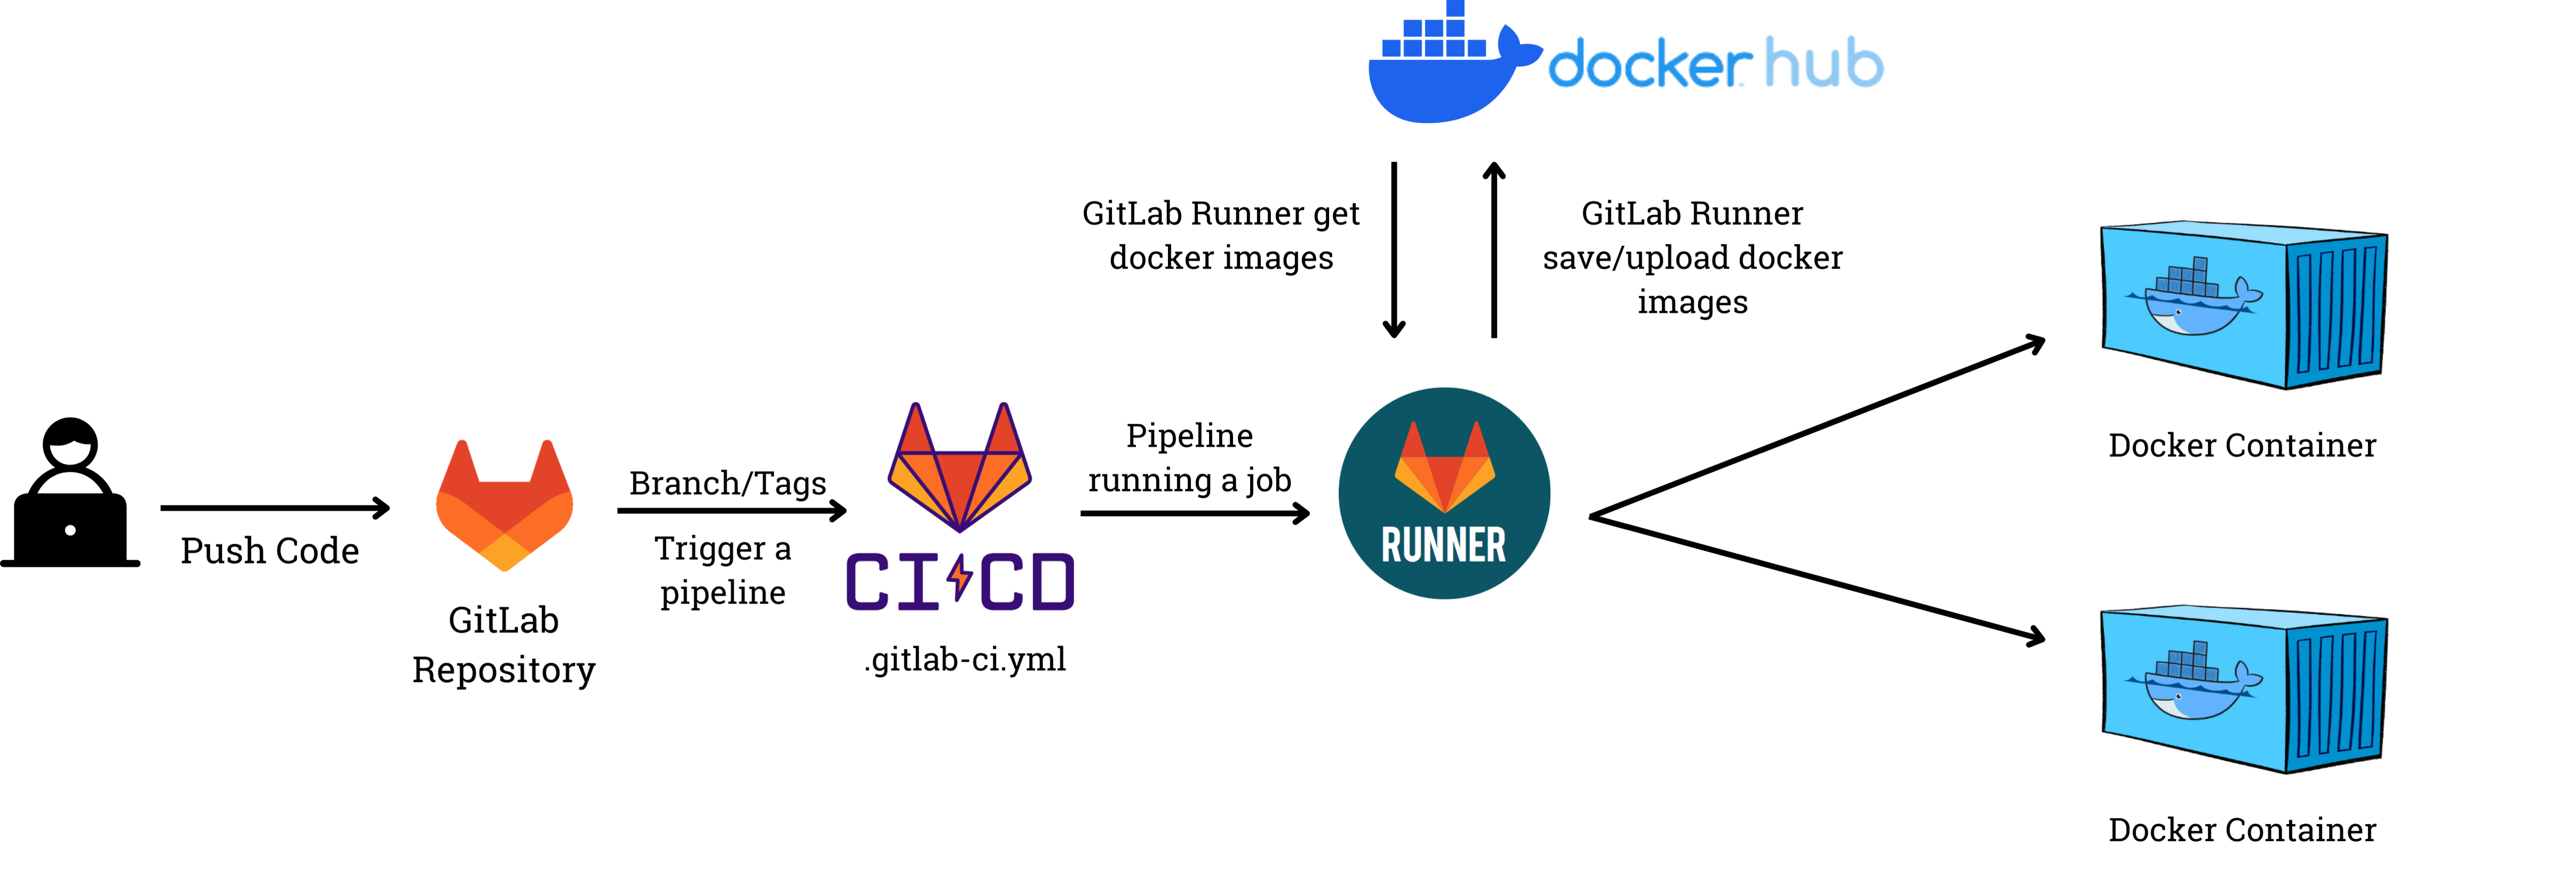 docker hub
GitLab Runner get
docker images
GitLab Runner
save/upload docker
images
Push Code
GitLab
Repository
Branch/Tags
Trigger a
pipeline
CI CD
.gitlab-ci.yml
Pipeline
running a job
RUNNER
Docker Container
Docker Container